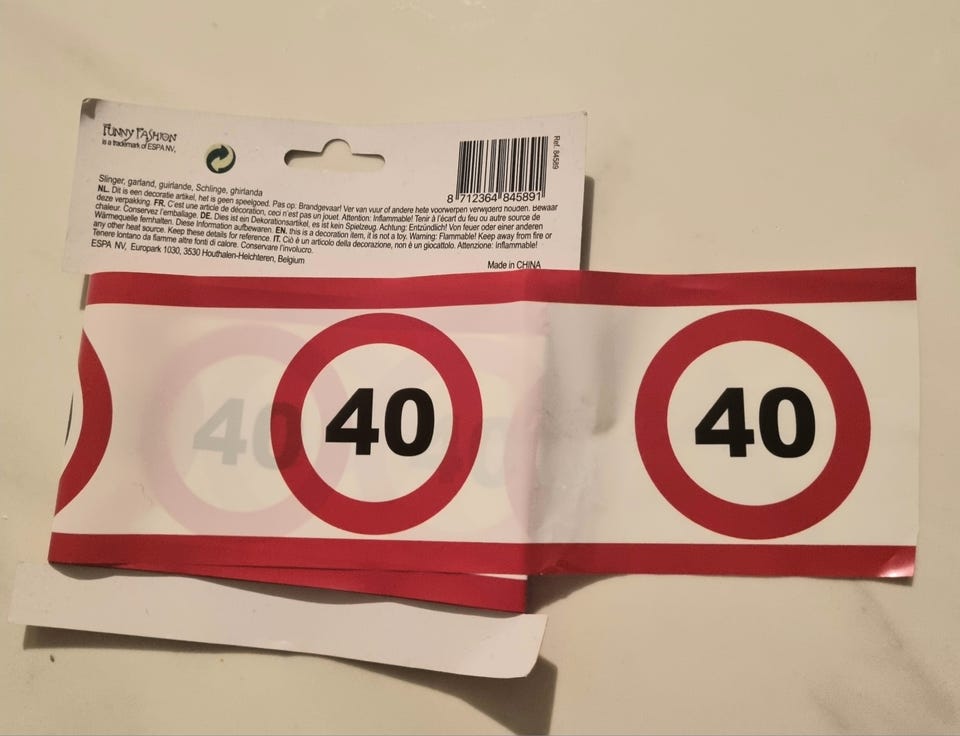 FUNNY FASHION
is a trademark of ESPA NV,
Ref. 84589
8 712364 845891
Slinger, garland, guirlande, Schlinge, ghirlanda
NL. Dit is een decoratie artikel, het is geen speelgoed. Pas op: Brandgevaar! Ver van vuur of andere hete voorwerpen verwijderd houden. Bewaar
deze verpakking. FR. C'est une article de décoration, ceci n'est pas un jouet. Attention: Inflammable! Tenir à l'écart du feu ou autre source de
chaleur. Conservez l'emballage. DE. Dies ist ein Dekorationsartikel, es ist kein Spielzeug. Achtung: Entzündlich! Von feuer oder einer anderen
Wärmequelle fernhalten. Diese Information aufbewaren. EN. this is a decoration item, it is not a toy. Warning: Flammable! Keep away from fire or
any other heat source. Keep these details for reference. IT. Ciò è un articolo della decorazione, non è un giocattolo. Attenzione: Inflammable!
Tenere lontano da fiamme altre fonti di calore. Conservare l'involucro.
ESPA NV, Europark 1030, 3530 Houthalen-Helchteren, Belgium
Made in CHINA
40
40
40
40